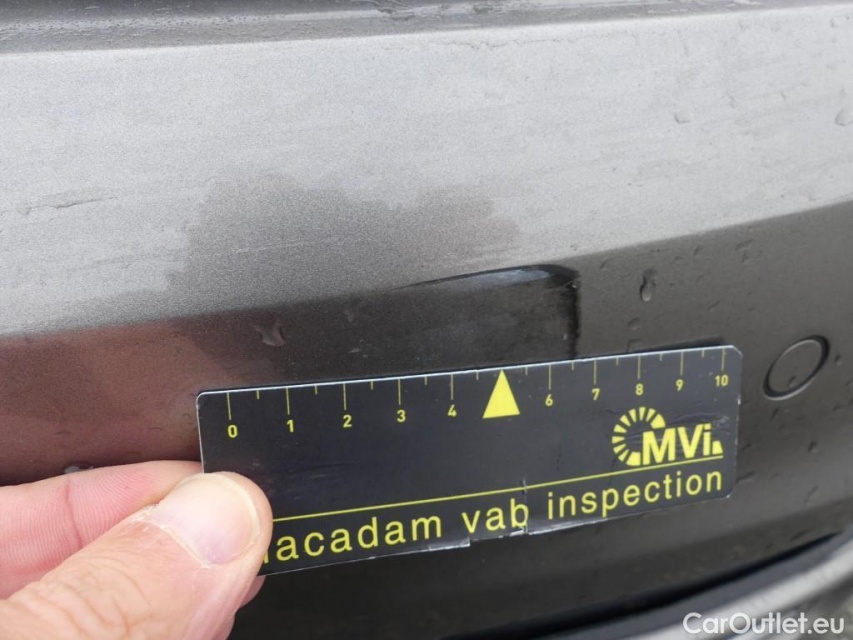 0 1 2 3 4 6 7 8 9 10
MVi
acadam vab inspection
CarOutlet.eu